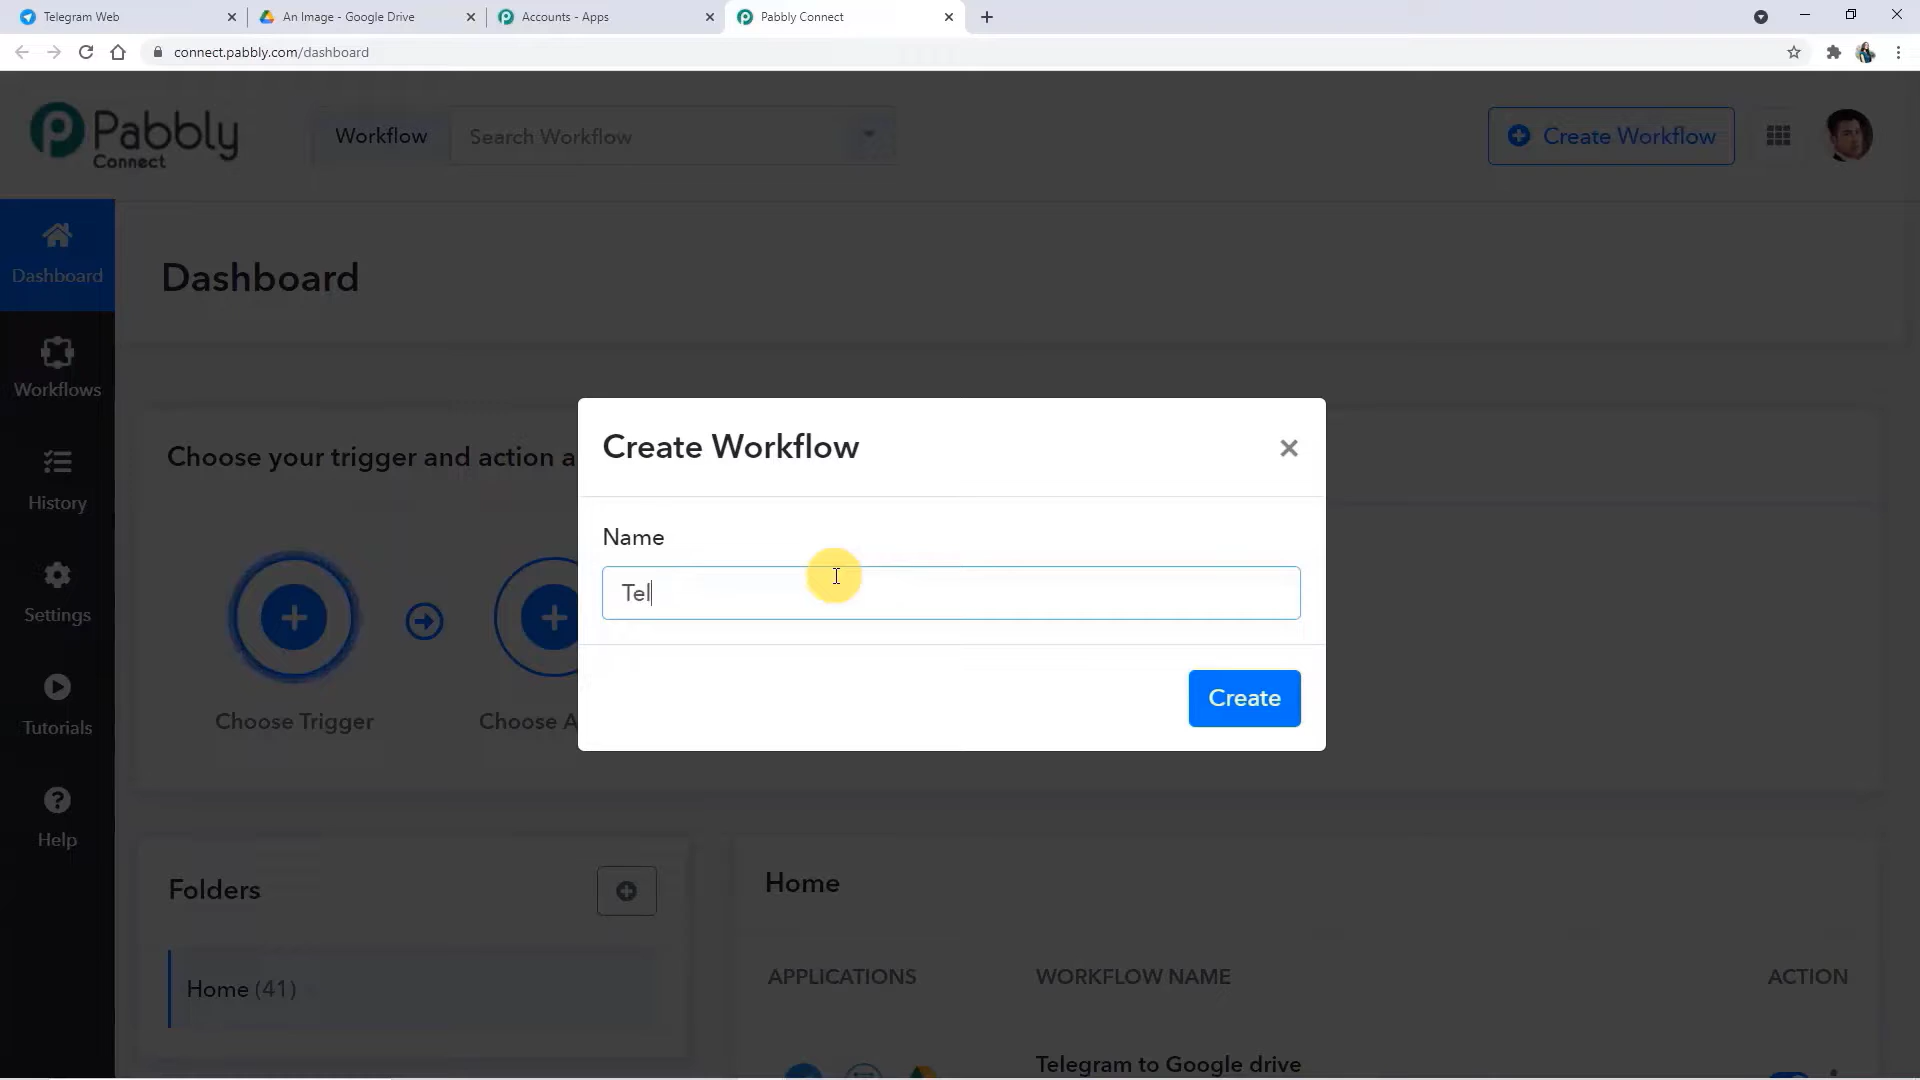 Telegram Web
An Image - Google Drive
Accounts - Apps
Pabbly Connect
connect.pabbly.com/dashboard
Pabbly
Connect
Workflow
Search Workflow
Create Workflow
Dashboard
Dashboard
Workflows
History
Settings
Tutorials
Help
Choose your trigger and action a
Choose Trigger
Choose A
Create Workflow
Name
Tel
Create
Folders
Home (41)
Home
APPLICATIONS
WORKFLOW NAME
ACTION
Telegram to Google drive